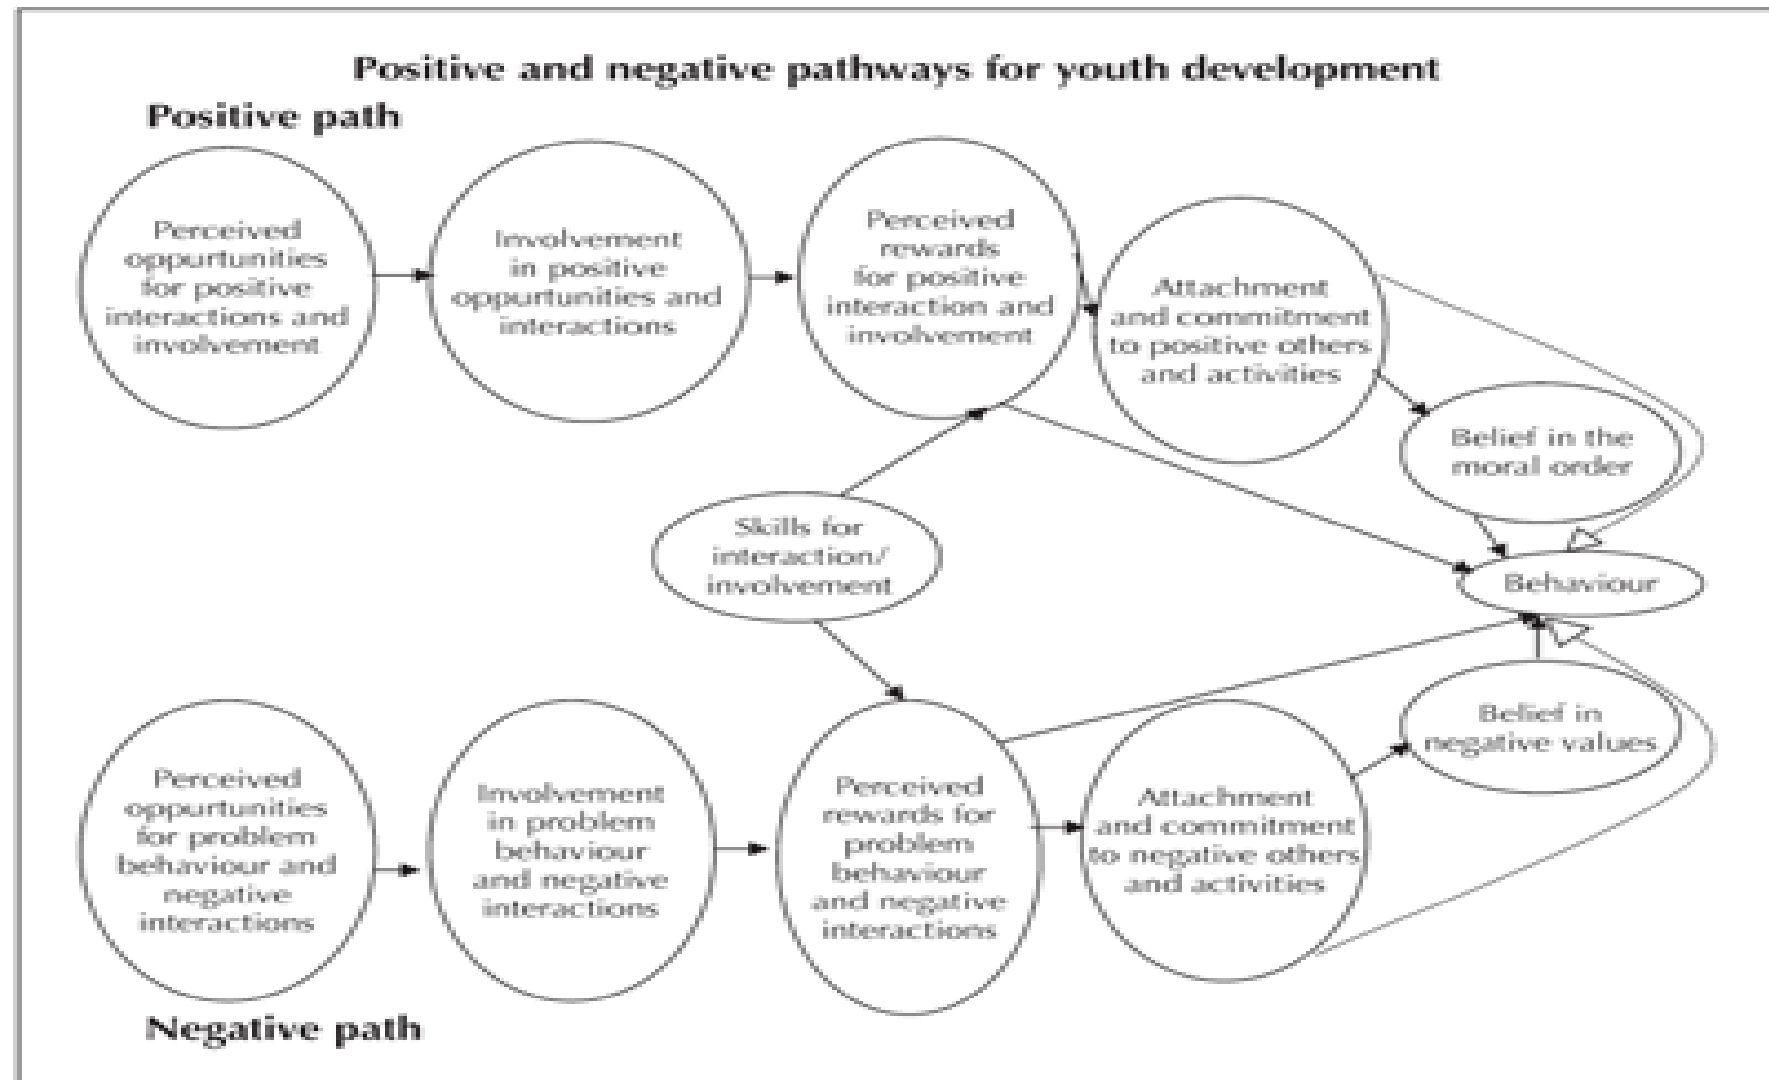 Positive and negative pathways for youth development
Positive path
Perceived
oppurtunities
for positive
interactions and
involvement
Involvement
in positive
oppurtunities and
interactions
Perceived
rewards
for positive
interaction and
involvement
Attachment
and commitment
to positive others
and activities
Belief in the
moral order
Skills for
interaction/
involvement
Behaviour
Perceived
oppurtunities
for problem
behaviour and
negative
interactions
Involvement
in problem
behaviour
and negative
interactions
Perceived
rewards for
problem
behaviour
and negative
interactions
Attachment
and commitment
to negative others
and activities
Belief in
negative values
Negative path